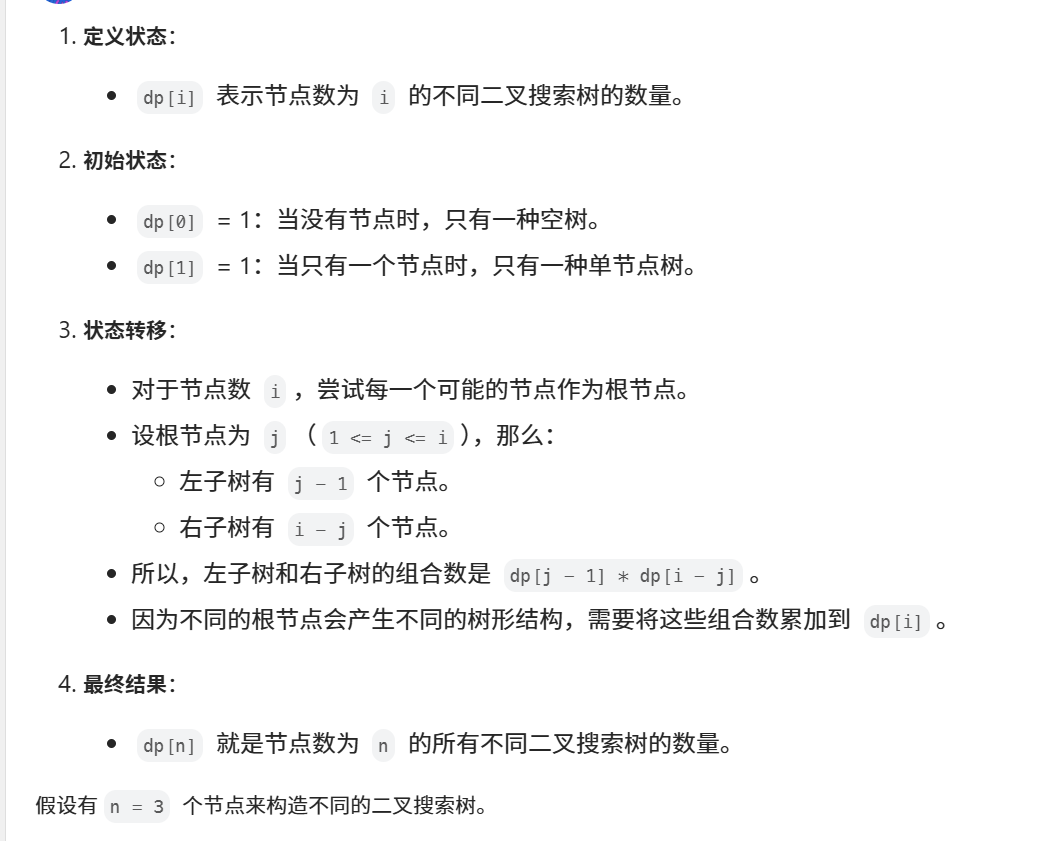 1. 定义状态：
• dp[i] 表示节点数为 i 的不同二叉搜索树的数量。
2. 初始状态：
• dp[0] = 1：当没有节点时，只有一种空树。
• dp[1] = 1：当只有一个节点时，只有一种单节点树。
3. 状态转移：
• 对于节点数 i ，尝试每一个可能的节点作为根节点。
• 设根节点为 j （ 1 <= j <= i ），那么：
○ 左子树有 j - 1 个节点。
○ 右子树有 i - j 个节点。
• 所以，左子树和右子树的组合数是 dp[j - 1] * dp[i - j] 。
• 因为不同的根节点会产生不同的树形结构，需要将这些组合数累加到 dp[i] 。
4. 最终结果：
• dp[n] 就是节点数为 n 的所有不同二叉搜索树的数量。
假设有 n = 3 个节点来构造不同的二叉搜索树。